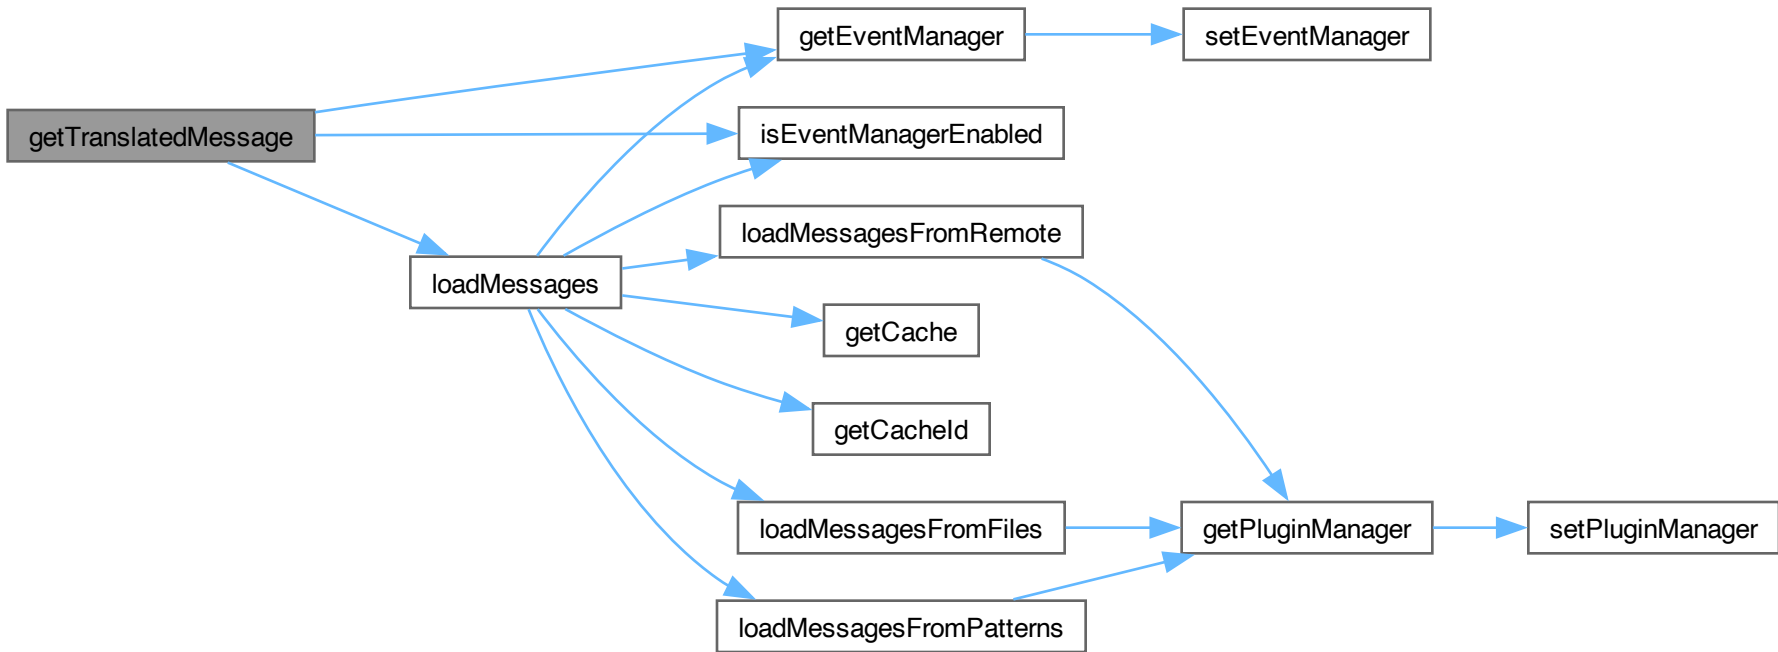 getEventManager
setEventManager
getTranslatedMessage
isEventManagerEnabled
loadMessagesFromRemote
loadMessages
getCache
getCacheId
loadMessagesFromFiles
getPluginManager
setPluginManager
loadMessagesFromPatterns